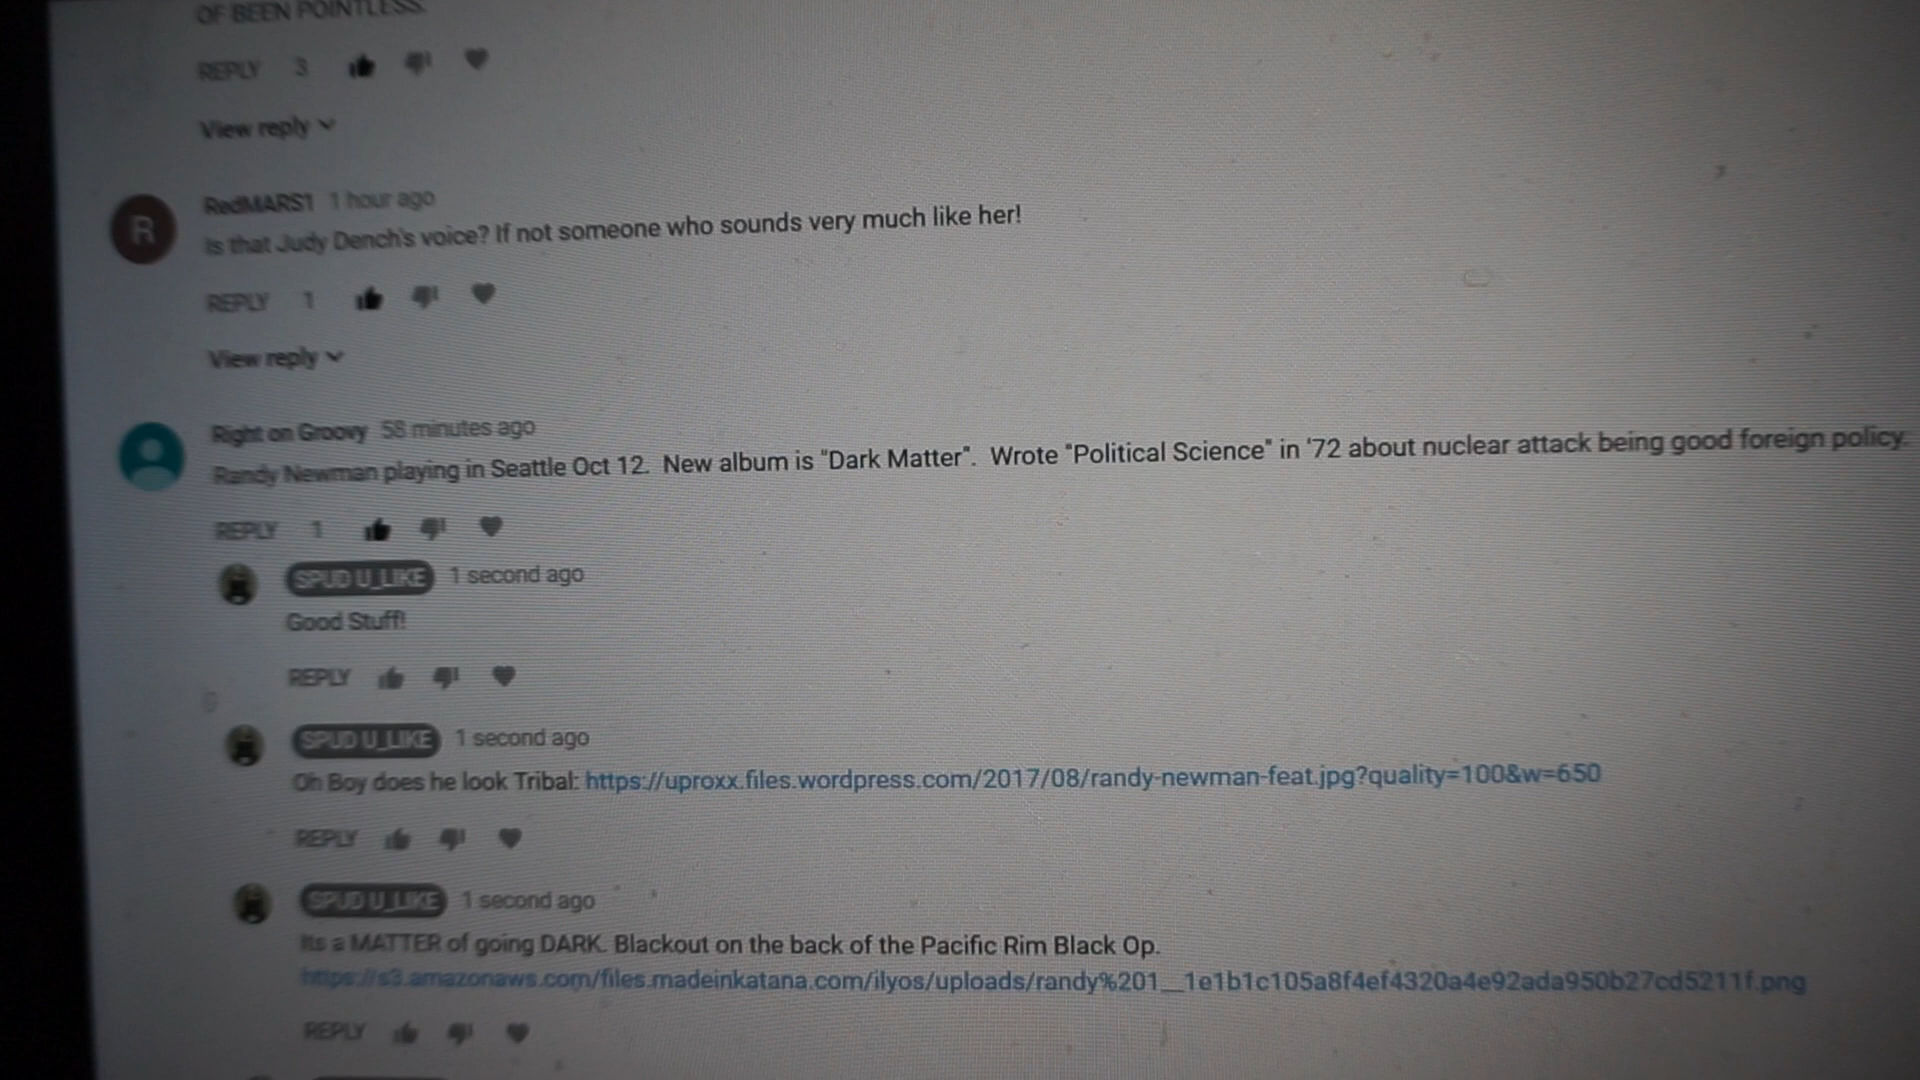 OF BEEN POINTLESS.
REPLY 3
View reply
R
RedMARS1 1 hour ago
Is that Judy Dench's voice? If not someone who sounds very much like her!
REPLY 1
View reply
Right on Groovy 58 minutes ago
Randy Newman playing in Seattle Oct 12. New album is "Dark Matter". Wrote "Political Science" in '72 about nuclear attack being good foreign policy.
REPLY 1
SPUD U_LIKE 1 second ago
Good Stuff!
REPLY
SPUD U_LIKE 1 second ago
Oh Boy does he look Tribal: https://uproxx.files.wordpress.com/2017/08/randy-newman-feat.jpg?quality=100&w=650
REPLY
SPUD U_LIKE 1 second ago
Its a MATTER of going DARK. Blackout on the back of the Pacific Rim Black Op.
https://s3.amazonaws.com/files.madeinkatana.com/ilyos/uploads/randy%201__1e1b1c105a8f4ef4320a4e92ada950b27cd5211f.png
REPLY